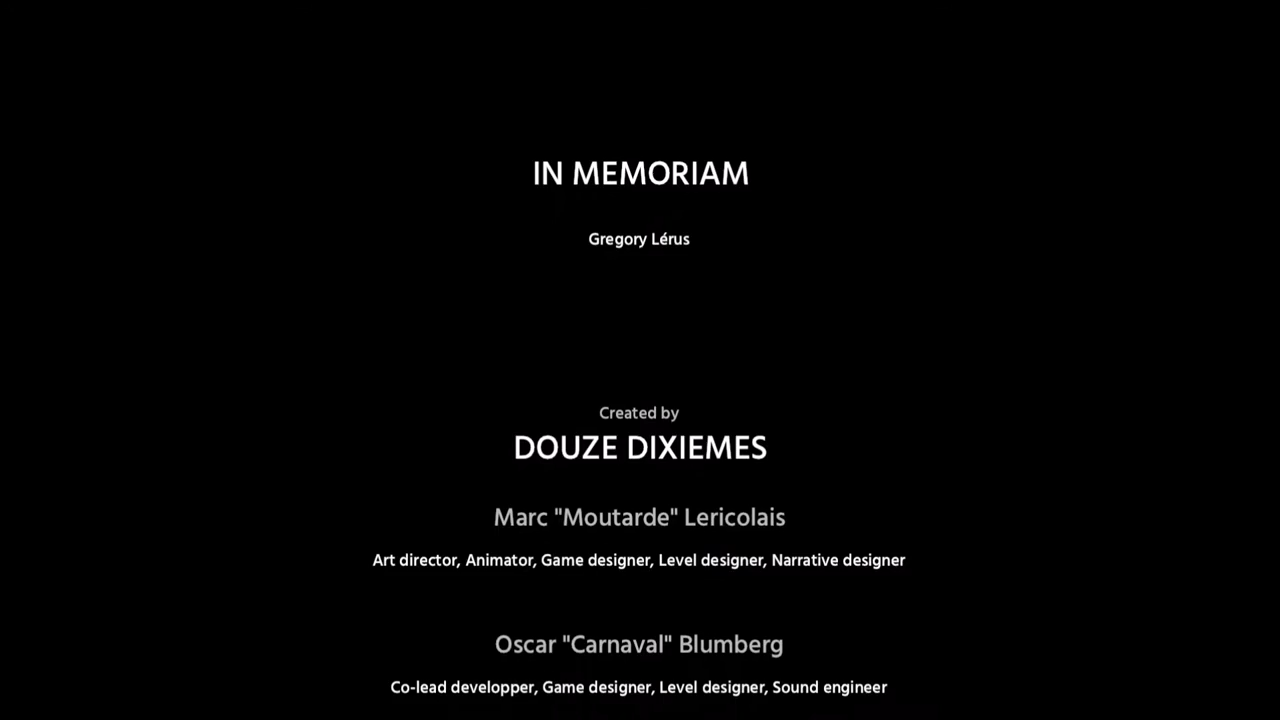 IN MEMORIAM
Gregory Lérus
Created by
DOUZE DIXIEMES
Marc "Moutarde" Lericolais
Art director, Animator, Game designer, Level designer, Narrative designer
Oscar "Carnaval" Blumberg
Co-lead developper, Game designer, Level designer, Sound engineer